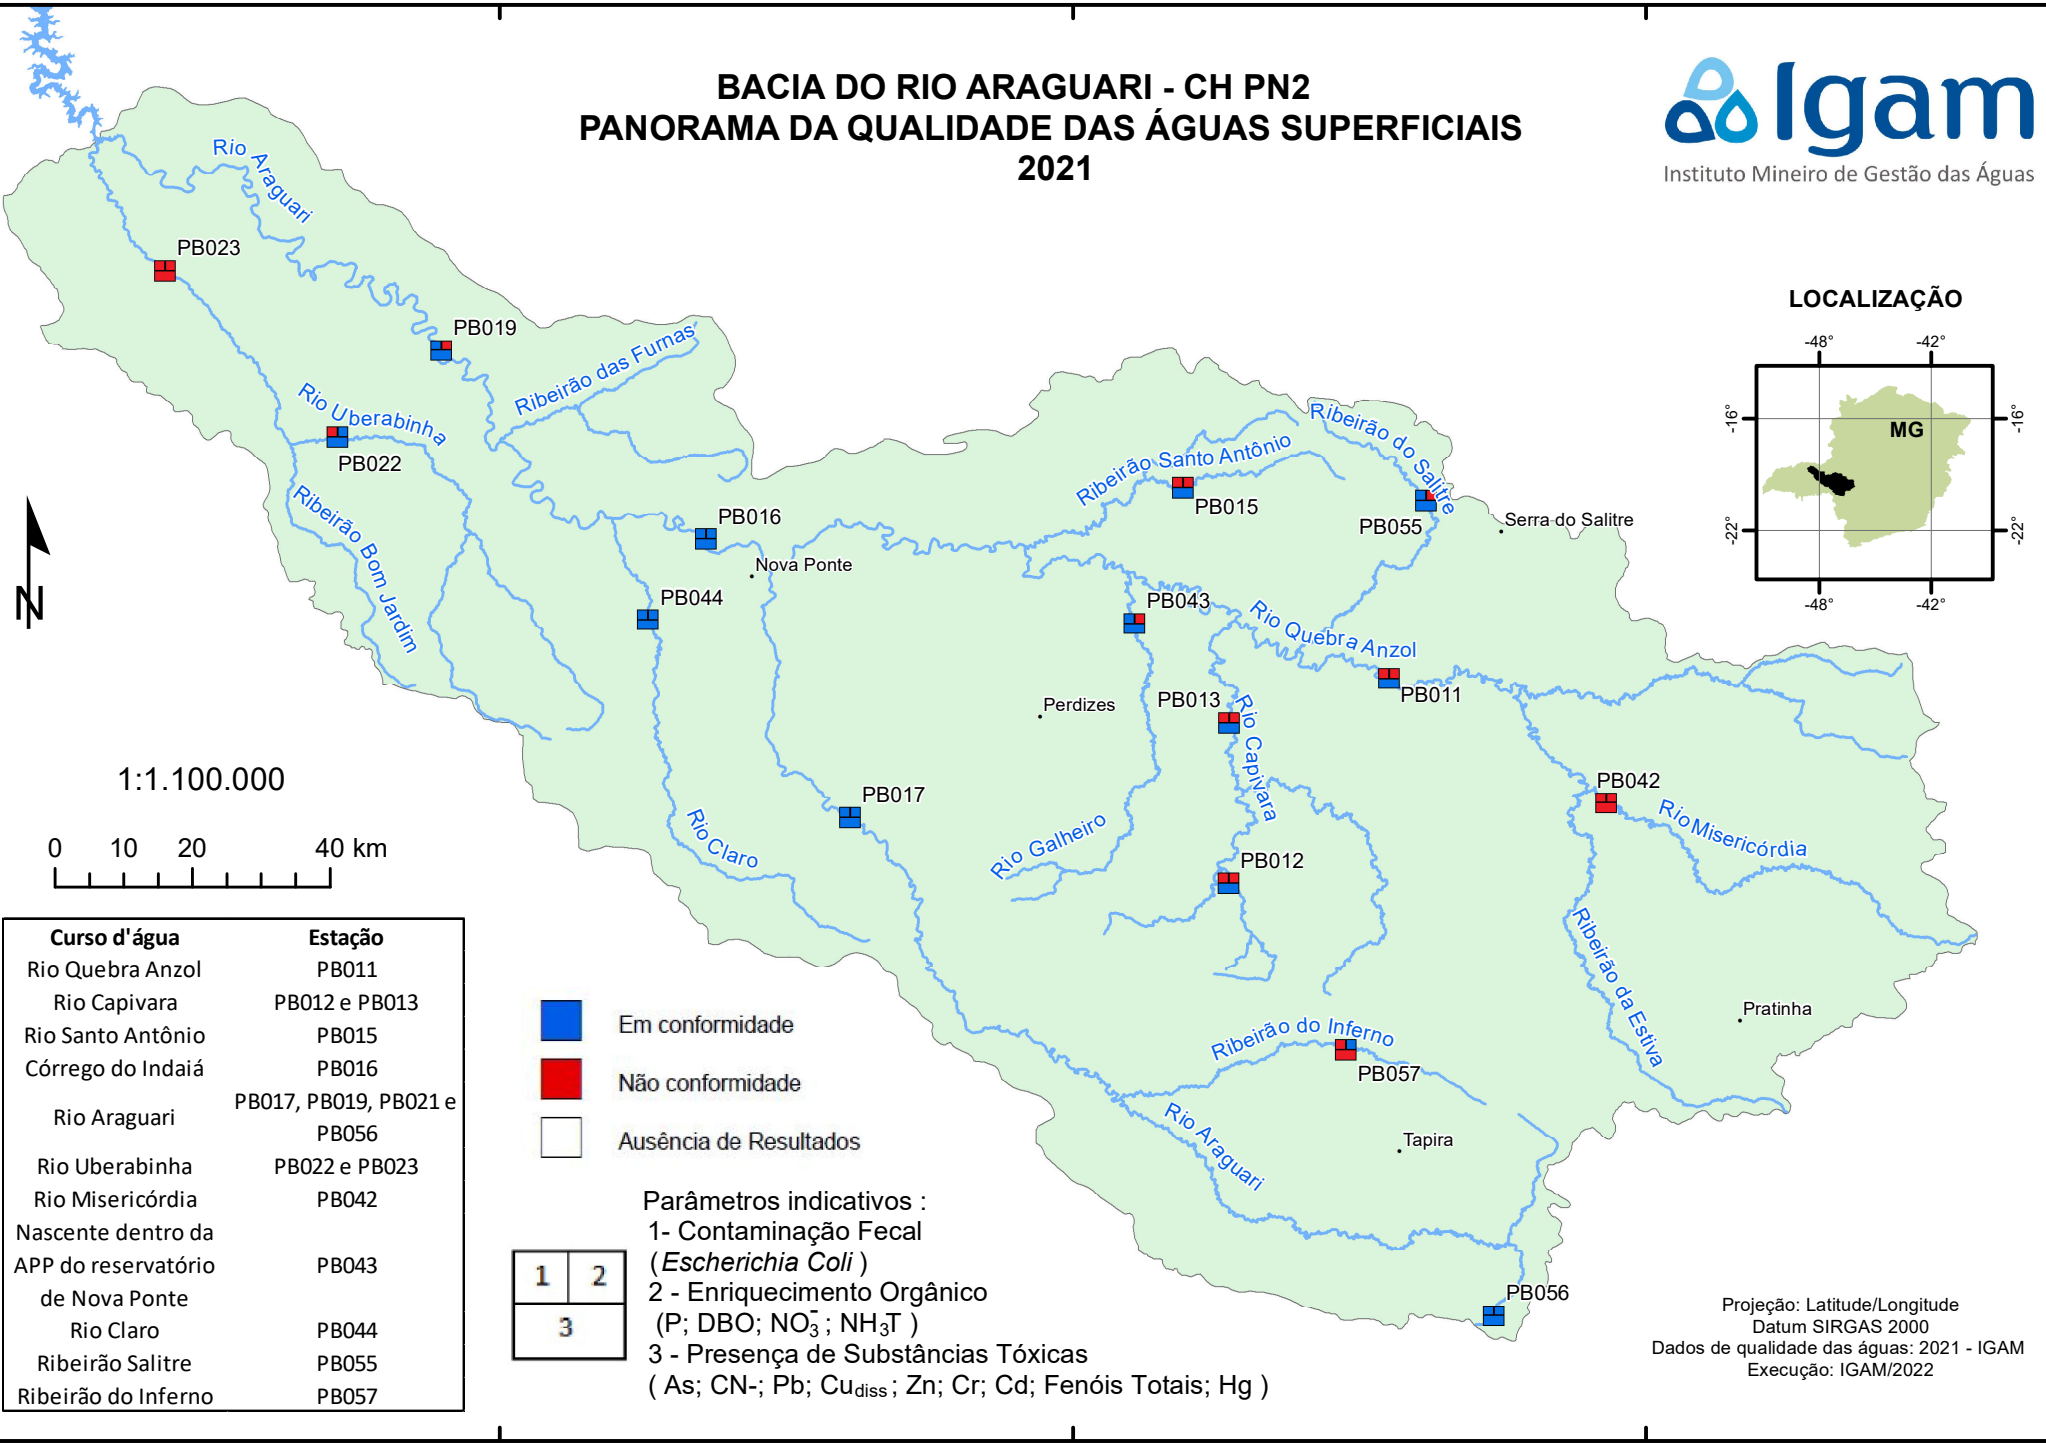 BACIA DO RIO ARAGUARI - CH PN2
PANORAMA DA QUALIDADE DAS ÁGUAS SUPERFICIAIS
2021
Igam
Instituto Mineiro de Gestão das Águas
LOCALIZAÇÃO
-48° -42°
-16° -16°
MG
-22° -22°
-48° -42°
Rio Araguari
PB023
PB019
Ribeirão das Furnas
Rio Uberabinha
PB022
Ribeirão Bom Jardim
PB016
Nova Ponte
PB044
Ribeirão Santo Antônio
PB015
Ribeirão do Salitre
PB055
Serra do Salitre
PB043
Rio Quebra Anzol
PB011
PB013
Rio Capivara
Perdizes
PB017
Rio Claro
Rio Galheiro
PB012
PB042
Rio Misericórdia
Ribeirão da Estiva
Pratinha
Ribeirão do Inferno
PB057
Rio Araguari
Tapira
PB056
N
1:1.100.000
0 10 20 40 km
Curso d'água Estação
Rio Quebra Anzol PB011
Rio Capivara PB012 e PB013
Rio Santo Antônio PB015
Córrego do Indaiá PB016
Rio Araguari PB017, PB019, PB021 e
PB056
Rio Uberabinha PB022 e PB023
Rio Misericórdia PB042
Nascente dentro da
APP do reservatório PB043
de Nova Ponte
Rio Claro PB044
Ribeirão Salitre PB055
Ribeirão do Inferno PB057
Em conformidade
Não conformidade
Ausência de Resultados
1 2
3
Parâmetros indicativos :
1- Contaminação Fecal
(Escherichia Coli )
2 - Enriquecimento Orgânico
(P; DBO; NO₃⁻; NH₃T )
3 - Presença de Substâncias Tóxicas
( As; CN-; Pb; Cudiss ; Zn; Cr; Cd; Fenóis Totais; Hg )
Projeção: Latitude/Longitude
Datum SIRGAS 2000
Dados de qualidade das águas: 2021 - IGAM
Execução: IGAM/2022